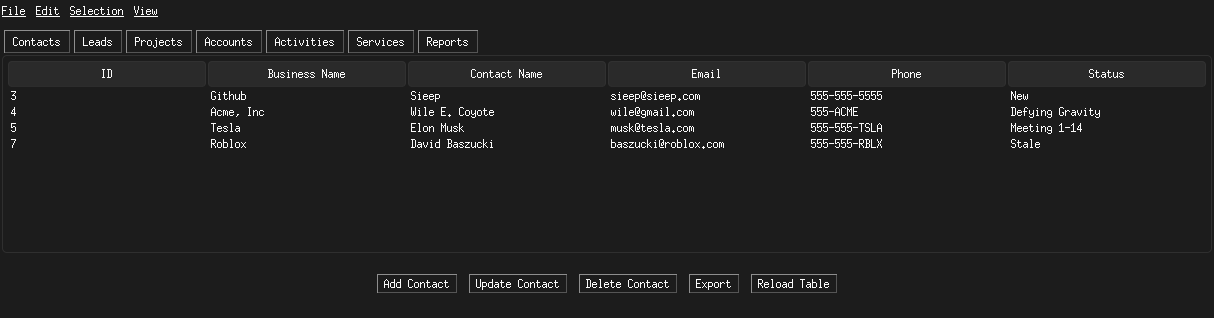 File Edit Selection View
Contacts Leads Projects Accounts Activities Services Reports
ID Business Name Contact Name Email Phone Status
3 Github Sieep sieep@sieep.com 555-555-5555 New
4 Acme, Inc Wile E. Coyote wile@gmail.com 555-ACME Defying Gravity
5 Tesla Elon Musk musk@tesla.com 555-555-TSLA Meeting 1-14
7 Roblox David Baszucki baszucki@roblox.com 555-555-RBLX Stale
Add Contact Update Contact Delete Contact Export Reload Table